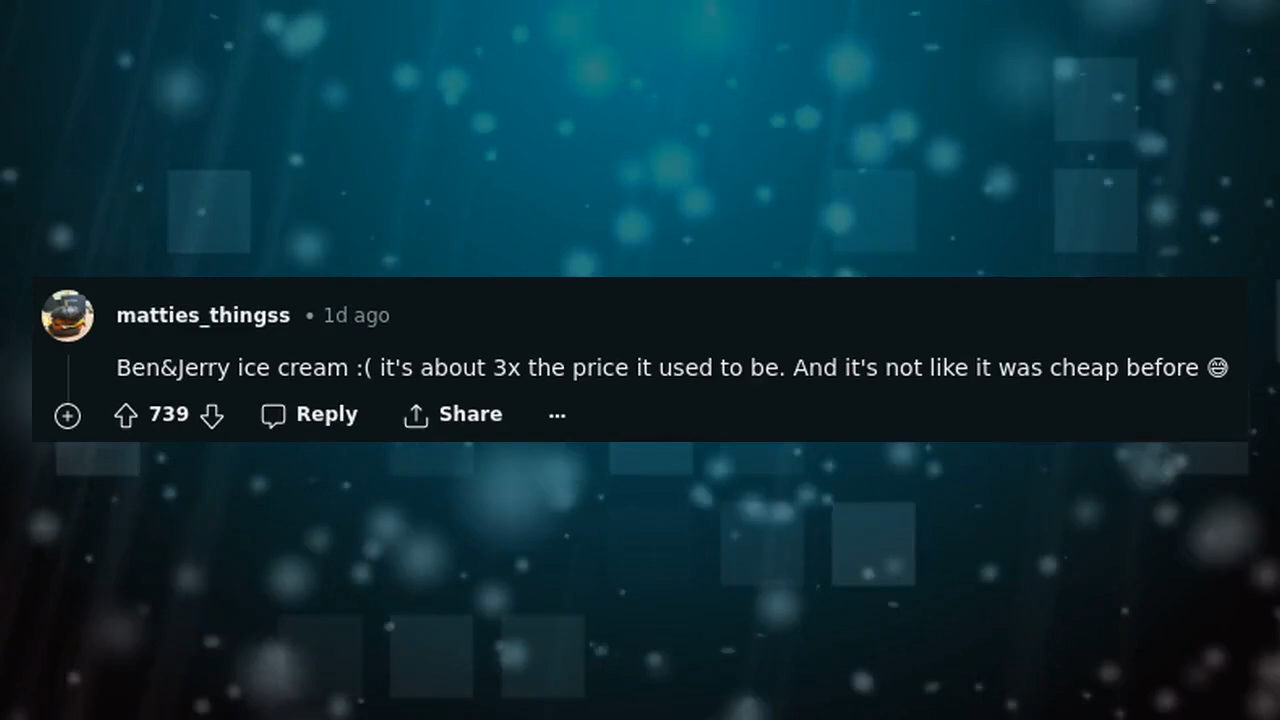 matties_thingss • 1d ago
Ben&Jerry ice cream :( it's about 3x the price it used to be. And it's not like it was cheap before 😅
739 Reply Share ...